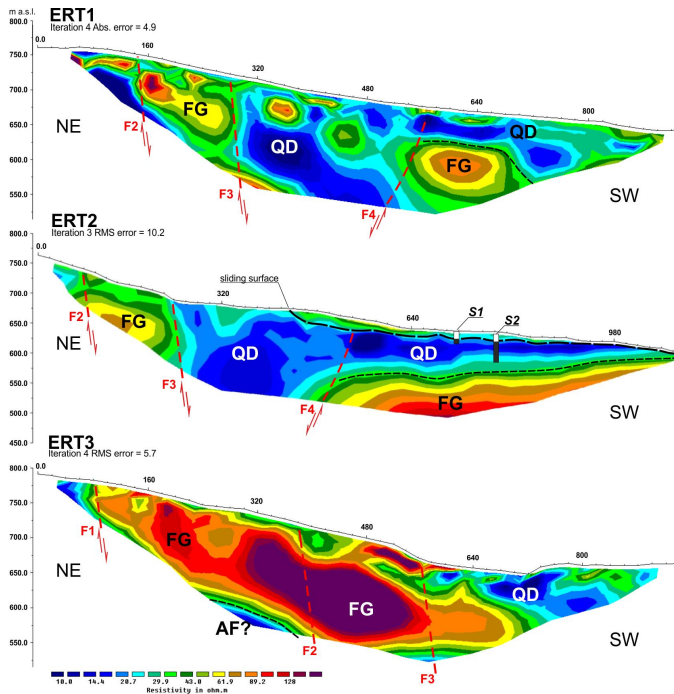 m a.s.l.
ERT1
Iteration 4 Abs. error = 4.9
800.0
0.0
160
750.0
320
700.0
480
FG
640
650.0
NE
F2
800
QD
600.0
QD
FG
550.0
F3
F4
SW
ERT2
Iteration 3 RMS error = 10.2
800.0
0.0
750.0
sliding surface
700.0
320
F2
FG
640
S1
S2
650.0
980
NE
QD
QD
600.0
F3
550.0
F4
FG
500.0
SW
450.0
ERT3
Iteration 4 RMS error = 5.7
800.0
0.0
160
750.0
320
F1
480
700.0
FG
640
800
650.0
NE
QD
600.0
FG
AF?
F2
SW
550.0
F3
10.0 14.4 20.7 29.9 43.0 61.9 89.2 128
Resistivity in ohm.m